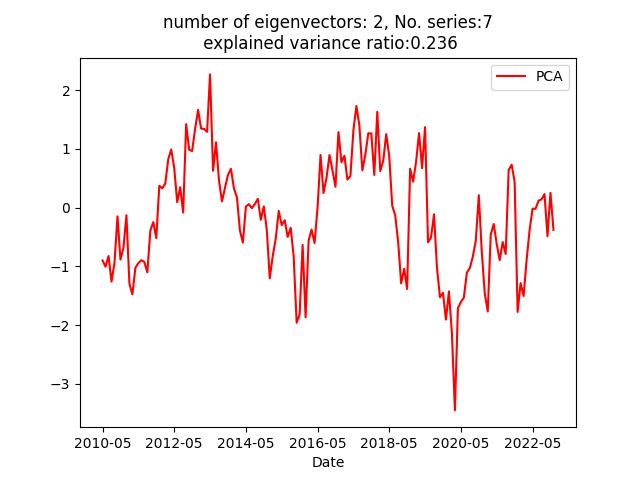 number of eigenvectors: 2, No. series:7
explained variance ratio:0.236
PCA
2
1
0
−1
−2
−3
2010-05 2012-05 2014-05 2016-05 2018-05 2020-05 2022-05
Date